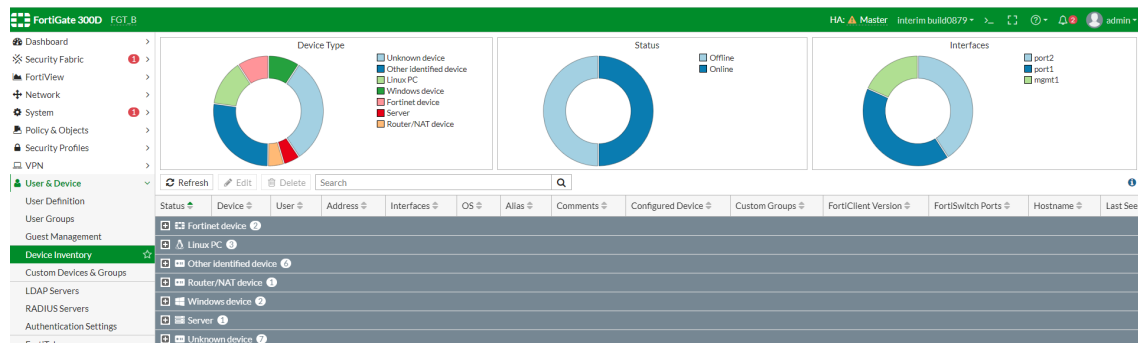 FortiGate 300D FGT_B HA: Master interim build0879 >_ 2 admin
Dashboard
Security Fabric 1
FortiView
Network
System 1
Policy & Objects
Security Profiles
VPN
User & Device
User Definition
User Groups
Guest Management
Device Inventory
Custom Devices & Groups
LDAP Servers
RADIUS Servers
Authentication Settings
Device Type
Unknown device
Other identified device
Linux PC
Windows device
Fortinet device
Server
Router/NAT device
Status
Offline
Online
Interfaces
port2
port1
mgmt1
Refresh Edit Delete Search
Status Device User Address Interfaces OS Alias Comments Configured Device Custom Groups FortiClient Version FortiSwitch Ports Hostname Last See
Fortinet device 2
Linux PC 3
Other identified device 6
Router/NAT device 1
Windows device 2
Server 1
Unknown device 7